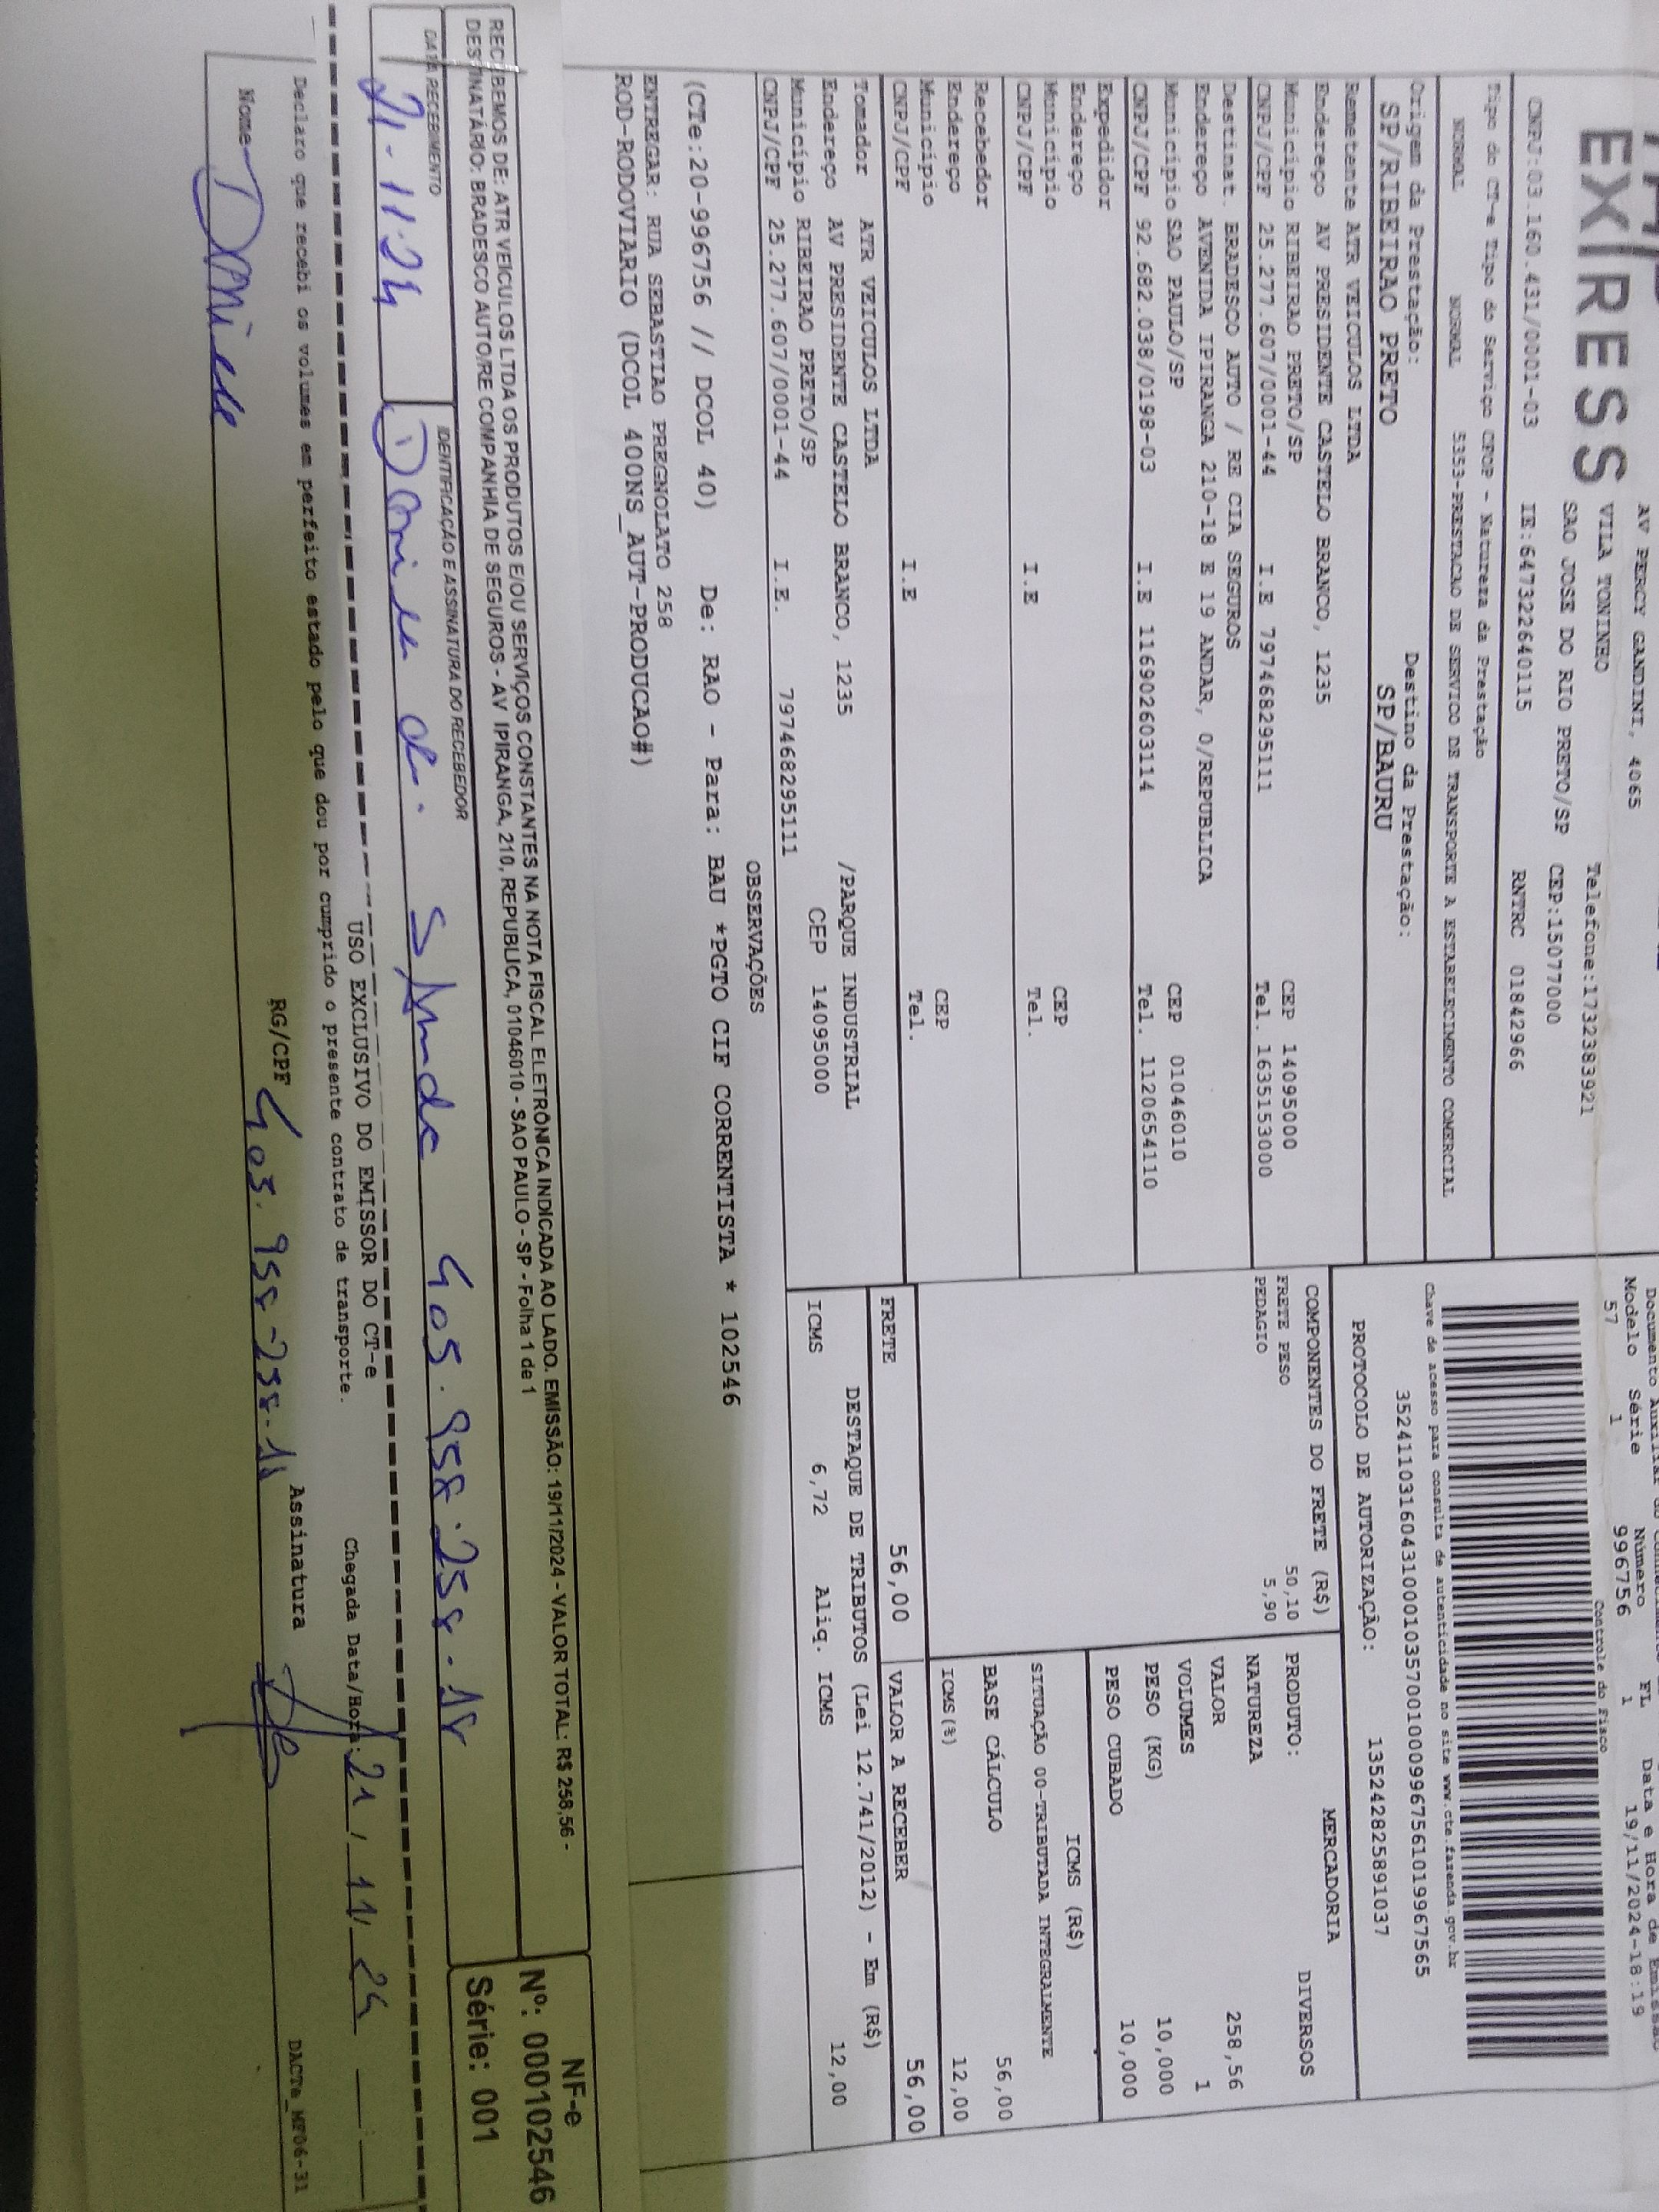 EXPRESS
AV PERCY GANDINI, 4065
VILA TONINHO
Telefone:1732383921
SAO JOSE DO RIO PRETO/SP CEP:15077000
CNPJ:03.160.431/0001-03 IE:647322640115 RNTRC 01842966
Tipo do CT-e Tipo do Serviço CFOP - Natureza da Prestação
NORMAL NORMAL 5353-PRESTACAO DE SERVICO DE TRANSPORTE A ESTABELECIMENTO COMERCIAL
Origem da Prestação: Destino da Prestação:
SP/RIBEIRAO PRETO SP/BAURU
Documento Auxiliar do
Data e Hora de Emissão
Modelo Série Número FL
57 1 996756 1 19/11/2024-18:19
Controle do Fisco
Chave de acesso para consulta de autenticidade no site www.cte.fazenda.gov.br
35241103160431000103570010009967561019967565
PROTOCOLO DE AUTORIZAÇÃO: 135242825891037
Remetente ATR VEICULOS LTDA
Endereço AV PRESIDENTE CASTELO BRANCO, 1235
Município RIBEIRAO PRETO/SP CEP 14095000
CNPJ/CPF 25.277.607/0001-44 I.E 797468295111 Tel. 1635153000
Destinat. BRADESCO AUTO / RE CIA SEGUROS
Endereço AVENIDA IPIRANGA 210-18 E 19 ANDAR, 0/REPUBLICA
Município SAO PAULO/SP CEP 01046010
CNPJ/CPF 92.682.038/0198-03 I.E 116902603114 Tel. 1120654110
Expedidor
Endereço
Município CEP
CNPJ/CPF I.E Tel.
Recebedor
Endereço
Município CEP
CNPJ/CPF I.E Tel.
Tomador ATR VEICULOS LTDA
Endereço AV PRESIDENTE CASTELO BRANCO, 1235 /PARQUE INDUSTRIAL
Município RIBEIRAO PRETO/SP CEP 14095000
CNPJ/CPF 25.277.607/0001-44 I.E. 797468295111
COMPONENTES DO FRETE (R$)
FRETE PESO 50,10
PEDAGIO 5,90
MERCADORIA
PRODUTO: DIVERSOS
NATUREZA
VALOR 258,56
VOLUMES 1
PESO (KG) 10,000
PESO CUBADO 10,000
ICMS (R$)
SITUAÇÃO 00-TRIBUTADA INTEGRALMENTE
BASE CÁLCULO 56,00
ICMS(%) 12,00
FRETE 56,00 VALOR A RECEBER 56,00
DESTAQUE DE TRIBUTOS (Lei 12.741/2012) - Em (R$)
ICMS 6,72 Aliq. ICMS 12,00
OBSERVAÇÕES
(CTe:20-996756 // DCOL 40) De: RAO - Para: BAU *PGTO CIF CORRENTISTA * 102546
ENTREGAR: RUA SEBASTIAO PREGNOLATO 258
ROD-RODOVIARIO (DCOL 400NS_AUT-PRODUCAO#)
RECEBEMOS DE: ATR VEICULOS LTDA OS PRODUTOS E/OU SERVIÇOS CONSTANTES NA NOTA FISCAL ELETRÔNICA INDICADA AO LADO. EMISSÃO: 19/11/2024 - VALOR TOTAL: R$ 258,56 -
DESTINATÁRIO: BRADESCO AUTO/RE COMPANHIA DE SEGUROS - AV IPIRANGA, 210, REPUBLICA, 01046010 - SAO PAULO - SP - Folha 1 de 1
NF-e
Nº: 000102546
Série: 001
DATA RECEBIMENTO IDENTIFICAÇÃO E ASSINATURA DO RECEBEDOR
21-11-24
405.958.258-18
USO EXCLUSIVO DO EMISSOR DO CT-e
Declaro que recebi os volumes em perfeito estado pelo que dou por cumprido o presente contrato de transporte. Chegada Data/Hora: 21 / 11 / 24
Nome RG/CPF 405.958.258-18 Assinatura
DACTe_MF06-31